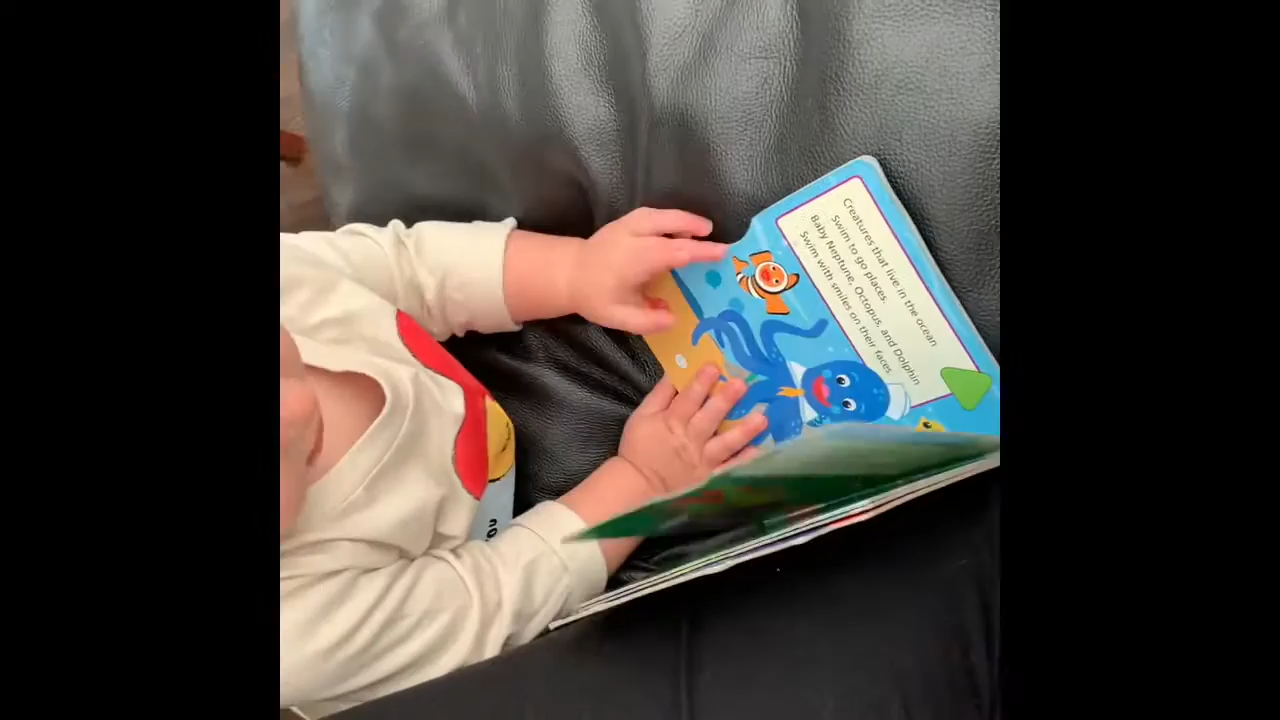 Creatures that live in the ocean
Swim to go places.
Baby Neptune, Octopus, and Dolphin
Swim with smiles on their faces.